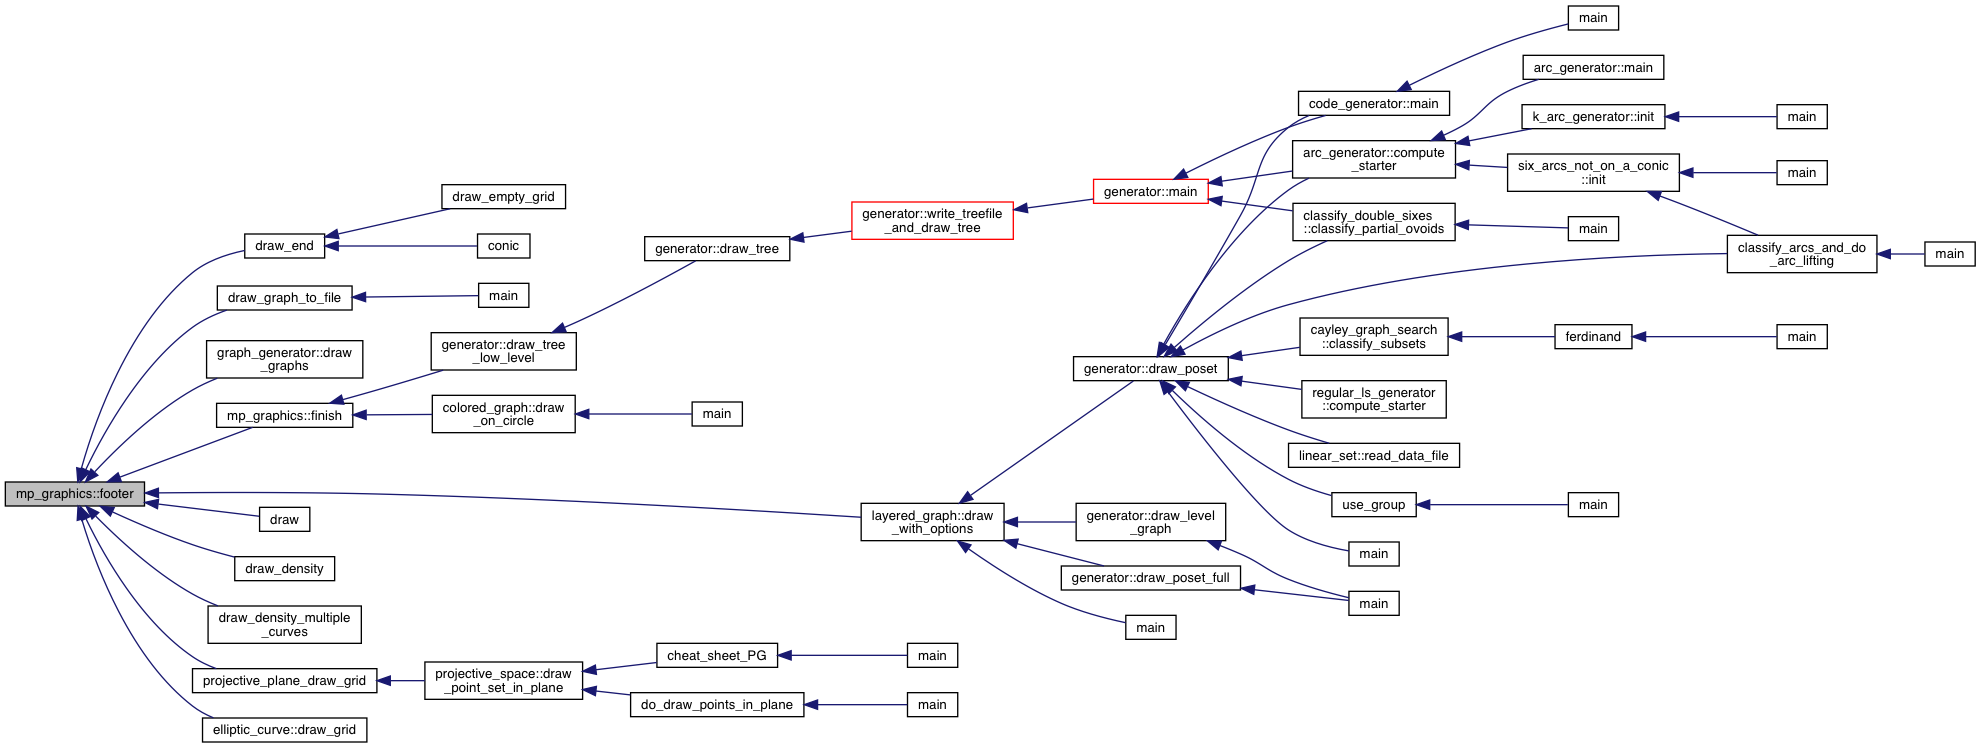 main
arc_generator::main
code_generator::main
k_arc_generator::init
main
arc_generator::compute
_starter
six_arcs_not_on_a_conic
::init
main
generator::main
draw_empty_grid
generator::write_treefile
_and_draw_tree
classify_double_sixes
::classify_partial_ovoids
main
draw_end
conic
generator::draw_tree
classify_arcs_and_do
_arc_lifting
main
draw_graph_to_file
main
generator::draw_tree
_low_level
cayley_graph_search
::classify_subsets
ferdinand
main
graph_generator::draw
_graphs
generator::draw_poset
regular_ls_generator
::compute_starter
mp_graphics::finish
colored_graph::draw
_on_circle
main
linear_set::read_data_file
mp_graphics::footer
use_group
main
draw
layered_graph::draw
_with_options
generator::draw_level
_graph
main
draw_density
generator::draw_poset_full
main
draw_density_multiple
_curves
main
cheat_sheet_PG
main
projective_plane_draw_grid
projective_space::draw
_point_set_in_plane
do_draw_points_in_plane
main
elliptic_curve::draw_grid